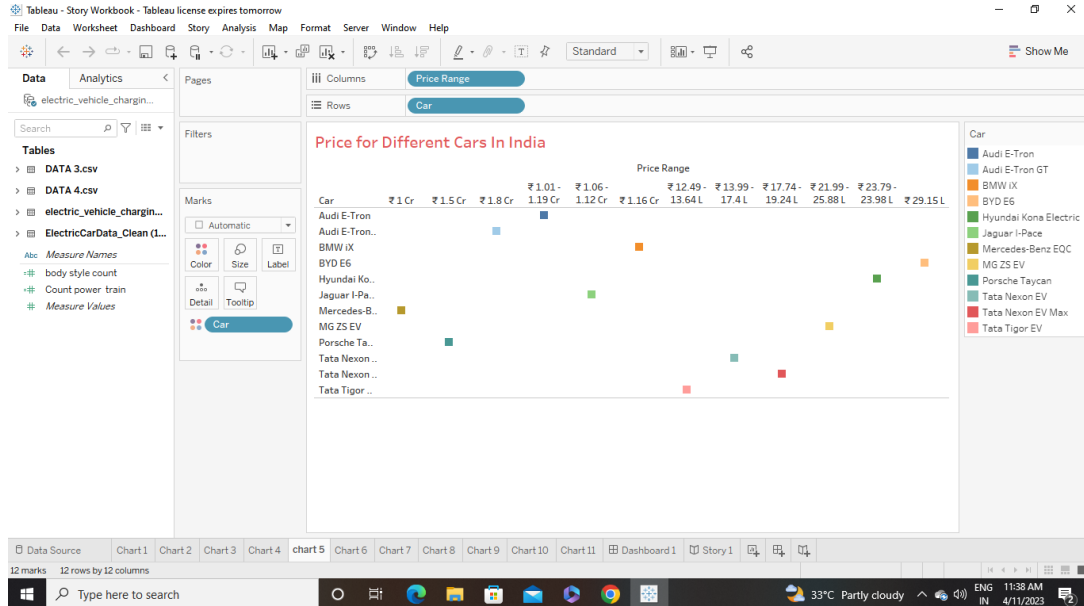 Tableau - Story Workbook - Tableau license expires tomorrow
File Data Worksheet Dashboard Story Analysis Map Format Server Window Help
Standard
Show Me
Data Analytics
electric_vehicle_chargin...
Search
Tables
DATA 3.csv
DATA 4.csv
electric_vehicle_chargin...
ElectricCarData_Clean (1...
Abc Measure Names
body style count
Count power train
Measure Values
Pages
Filters
Marks
Automatic
Color Size Label
Detail Tooltip
Car
Columns Price Range
Rows Car
Price for Different Cars In India
Price Range
₹ 1.01 - ₹ 1.06 - ₹ 12.49 - ₹ 13.99 - ₹ 17.74 - ₹ 21.99 - ₹ 23.79 -
Car ₹ 1 Cr ₹ 1.5 Cr ₹ 1.8 Cr 1.19 Cr 1.12 Cr ₹ 1.16 Cr 13.64 L 17.4 L 19.24 L 25.88 L 23.98 L ₹ 29.15 L
Audi E-Tron
Audi E-Tron..
BMW iX
BYD E6
Hyundai Ko..
Jaguar I-Pa..
Mercedes-B..
MG ZS EV
Porsche Ta..
Tata Nexon ..
Tata Nexon ..
Tata Tigor ..
Car
Audi E-Tron
Audi E-Tron GT
BMW iX
BYD E6
Hyundai Kona Electric
Jaguar I-Pace
Mercedes-Benz EQC
MG ZS EV
Porsche Taycan
Tata Nexon EV
Tata Nexon EV Max
Tata Tigor EV
Data Source Chart 1 Chart 2 Chart 3 Chart 4 chart 5 Chart 6 Chart 7 Chart 8 Chart 9 Chart 10 Chart 11 Dashboard 1 Story 1
12 marks 12 rows by 12 columns
Type here to search
33°C Partly cloudy
ENG
IN
11:38 AM
4/11/2023
2